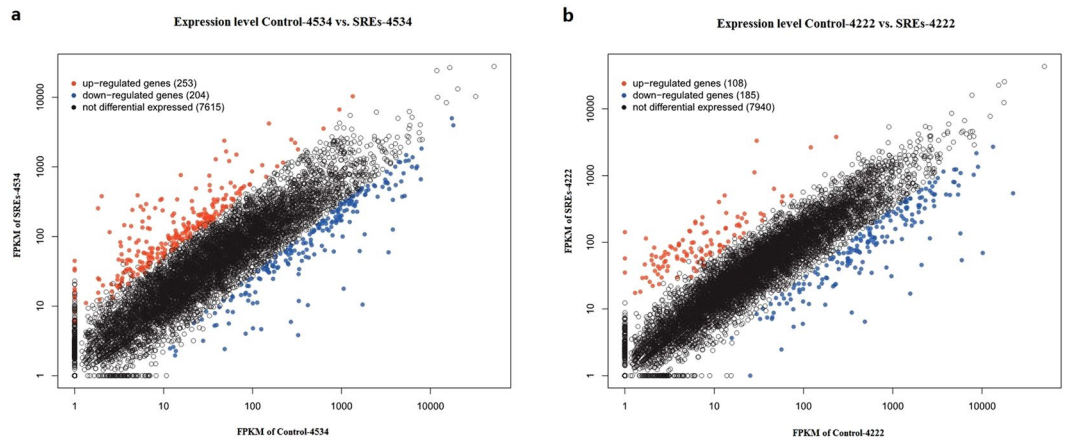 a
Expression level Control-4534 vs. SREs-4534
up-regulated genes (253)
down-regulated genes (204)
not differential expressed (7615)
FPKM of SREs-4534
10000
1000
100
10
1
1 10 100 1000 10000
FPKM of Control-4534
b
Expression level Control-4222 vs. SREs-4222
up-regulated genes (108)
down-regulated genes (185)
not differential expressed (7940)
FPKM of SREs-4222
10000
1000
100
10
1
1 10 100 1000 10000
FPKM of Control-4222